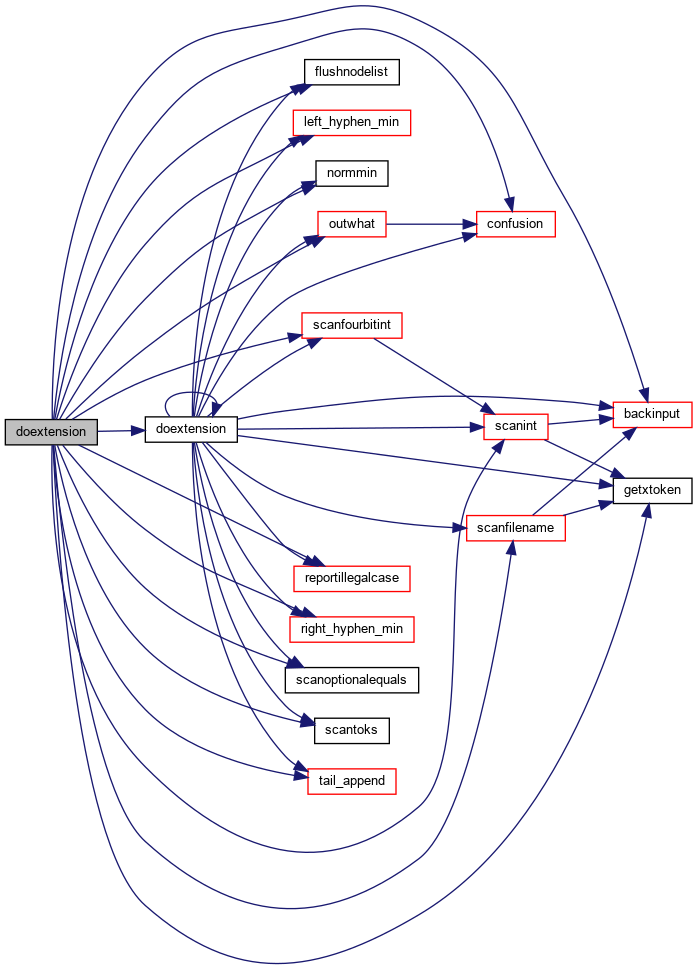 flushnodelist
left_hyphen_min
normmin
outwhat
confusion
scanfourbitint
backinput
doextension
doextension
scanint
getxtoken
scanfilename
reportillegalcase
right_hyphen_min
scanoptionalequals
scantoks
tail_append